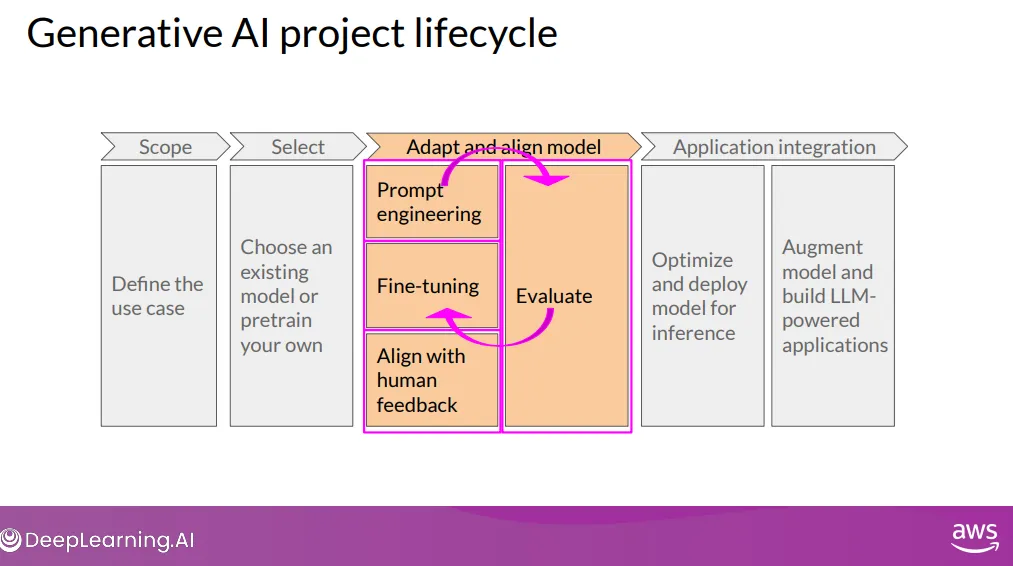 Generative AI project lifecycle
Scope
Select
Adapt and align model
Application integration
Define the
use case
Choose an
existing
model or
pretrain
your own
Prompt
engineering
Fine-tuning
Align with
human
feedback
Evaluate
Optimize
and deploy
model for
inference
Augment
model and
build LLM-
powered
applications
DeepLearning.AI
aws